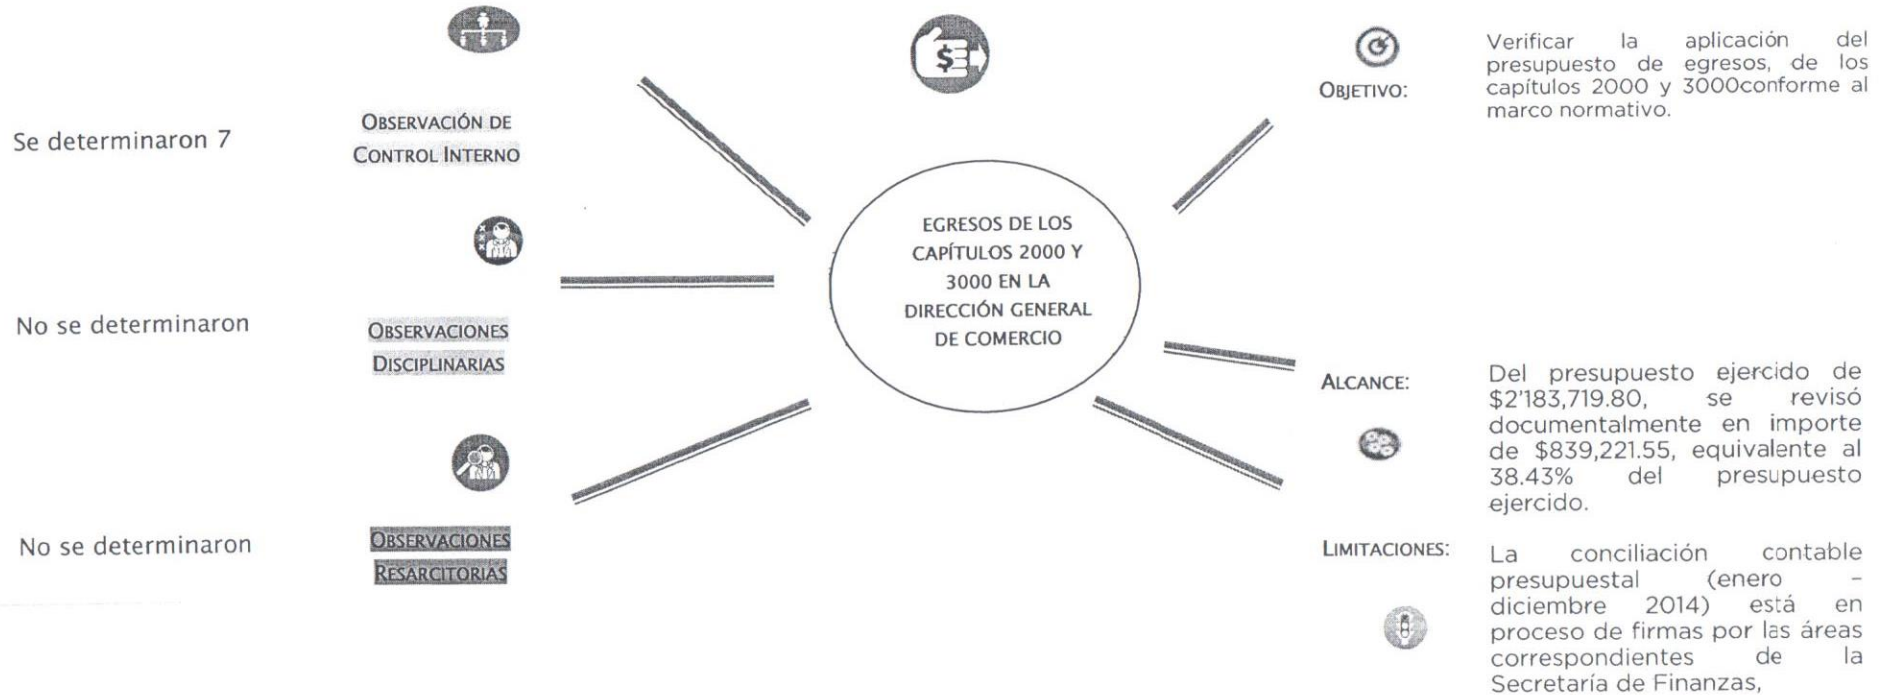 Se determinaron 7
OBSERVACIÓN DE
CONTROL INTERNO
No se determinaron
OBSERVACIONES
DISCIPLINARIAS
No se determinaron
OBSERVACIONES
RESARCITORIAS
$
EGRESOS DE LOS
CAPÍTULOS 2000 Y
3000 EN LA
DIRECCIÓN GENERAL
DE COMERCIO
OBJETIVO:
Verificar la aplicación del
presupuesto de egresos, de los
capítulos 2000 y 3000conforme al
marco normativo.
ALCANCE:
Del presupuesto ejercido de
$2'183,719.80, se revisó
documentalmente en importe
de $839,221.55, equivalente al
38.43% del presupuesto
ejercido.
LIMITACIONES:
La conciliación contable
presupuestal (enero –
diciembre 2014) está en
proceso de firmas por las áreas
correspondientes de la
Secretaría de Finanzas,